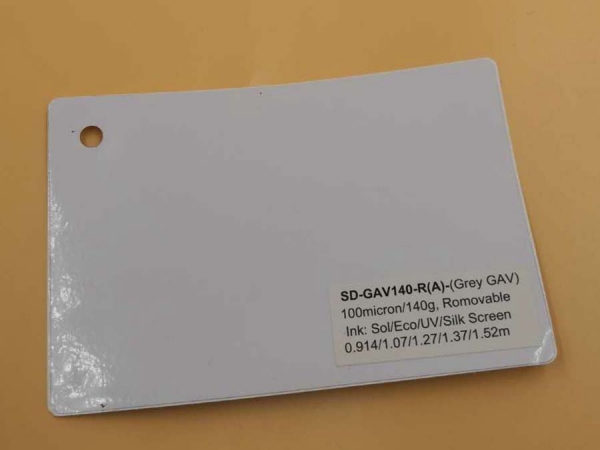 SD-GAV140-R(A)-(Grey GAV)
100micron/140g, Romovable
Ink: Sol/Eco/UV/Silk Screen
0.914/1.07/1.27/1.37/1.52m